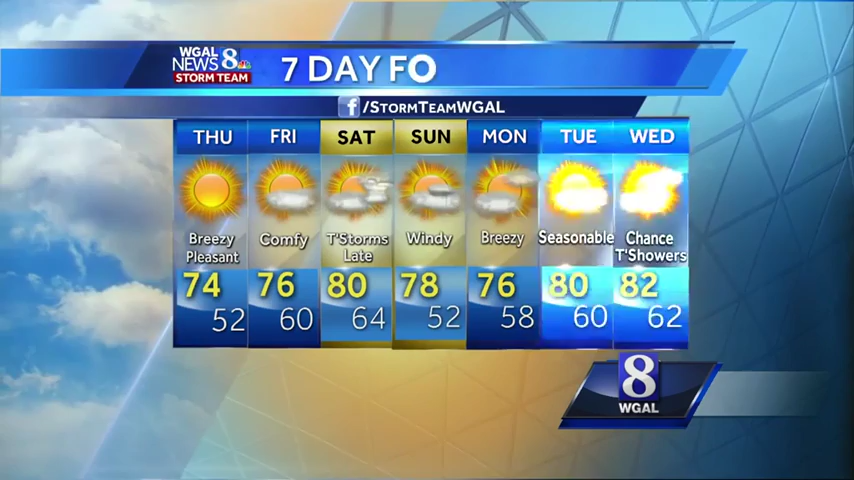 WGAL
NEWS 8
STORM TEAM
7 DAY FO
f/STORMTEAMWGAL
THU FRI SAT SUN MON TUE WED
Breezy Pleasant Comfy T'Storms Late Windy Breezy Seasonable Chance T'Showers
74 76 80 78 76 80 82
52 60 64 52 58 60 62
8
WGAL